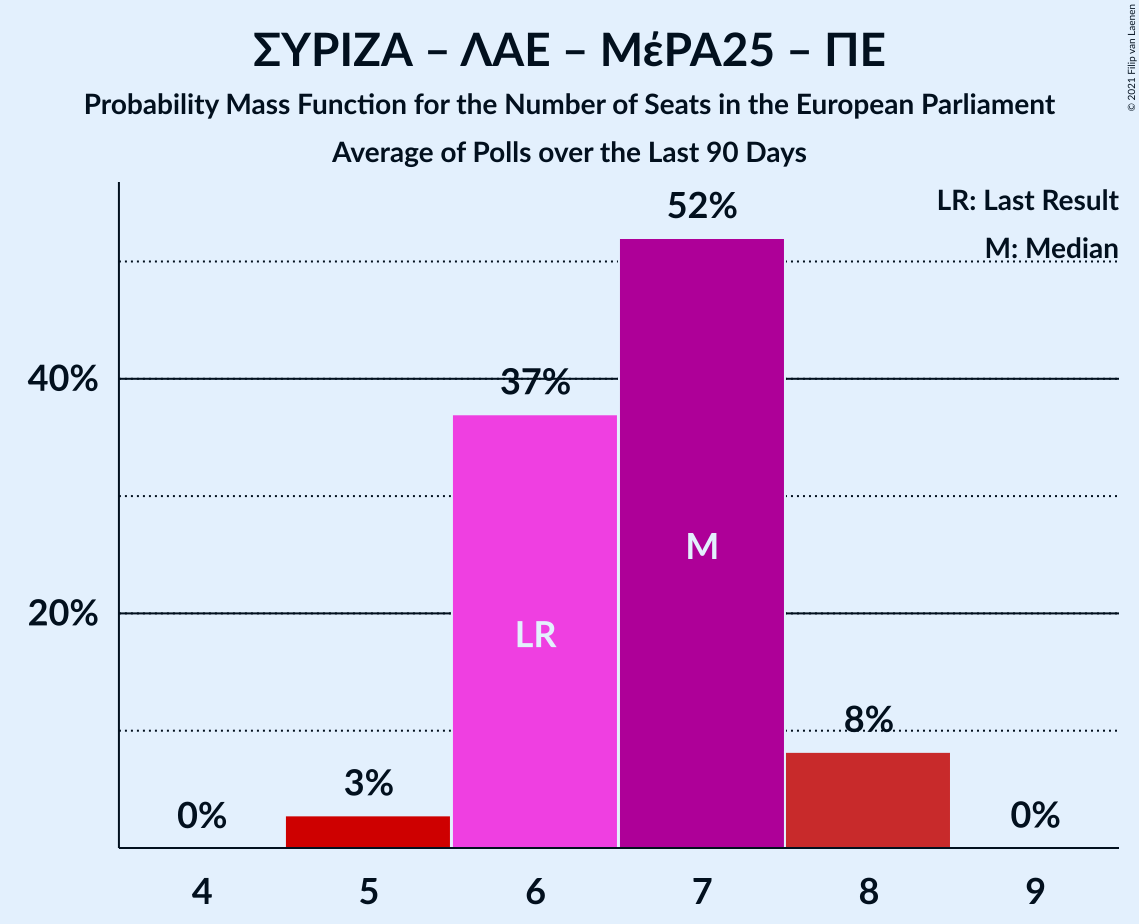 ΣΥΡΙΖΑ – ΛΑΕ – ΜέΡΑ25 – ΠΕ
Probability Mass Function for the Number of Seats in the European Parliament
Average of Polls over the Last 90 Days
© 2021 Filip van Laenen
LR: Last Result
M: Median
52%
40%
37%
M
20%
LR
8%
3%
0%
0%
4 5 6 7 8 9